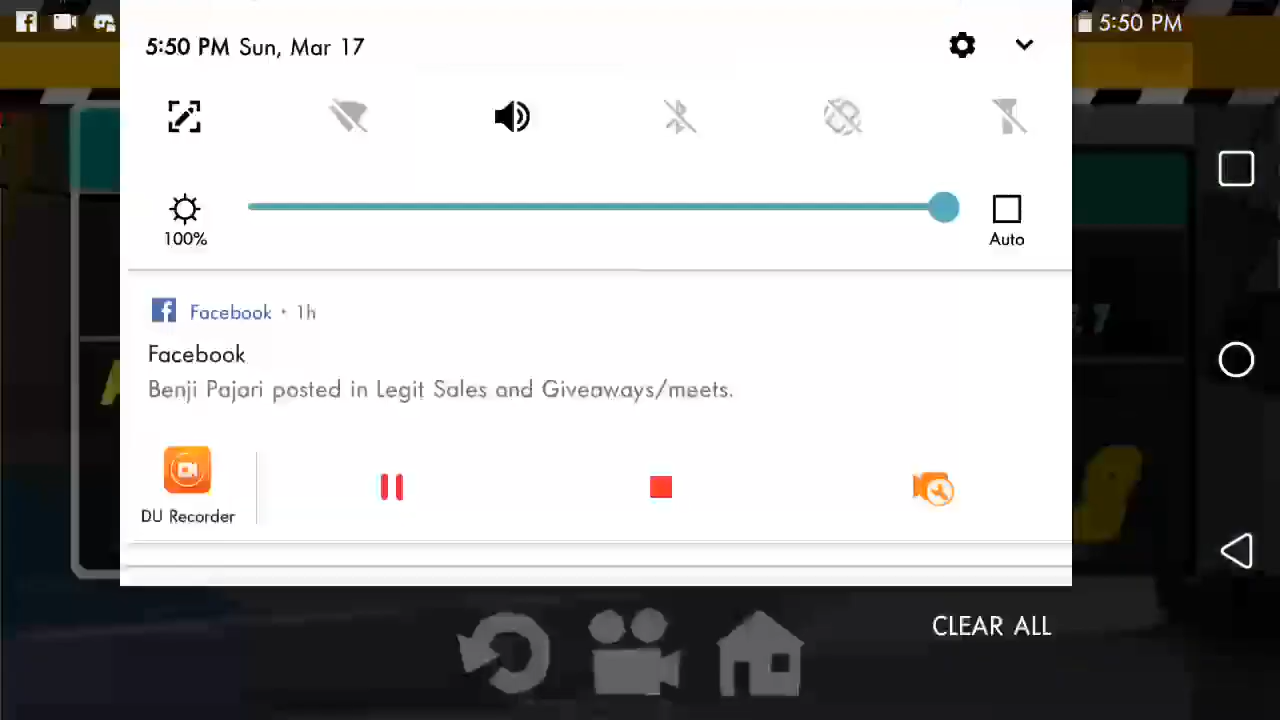 5:50 PM
5:50 PM Sun, Mar 17
100%
Auto
Facebook • 1h
Facebook
Benji Pajari posted in Legit Sales and Giveaways/meets.
DU Recorder
CLEAR ALL